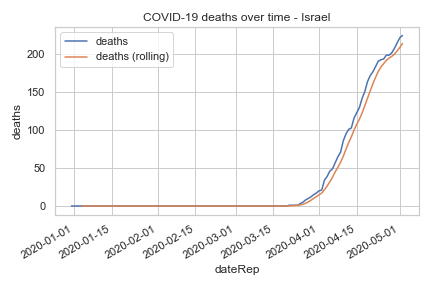 COVID-19 deaths over time - Israel
deaths
deaths (rolling)
deaths
200
150
100
50
0
2020-01-01
2020-01-15
2020-02-01
2020-02-15
2020-03-01
2020-03-15
2020-04-01
2020-04-15
2020-05-01
dateRep